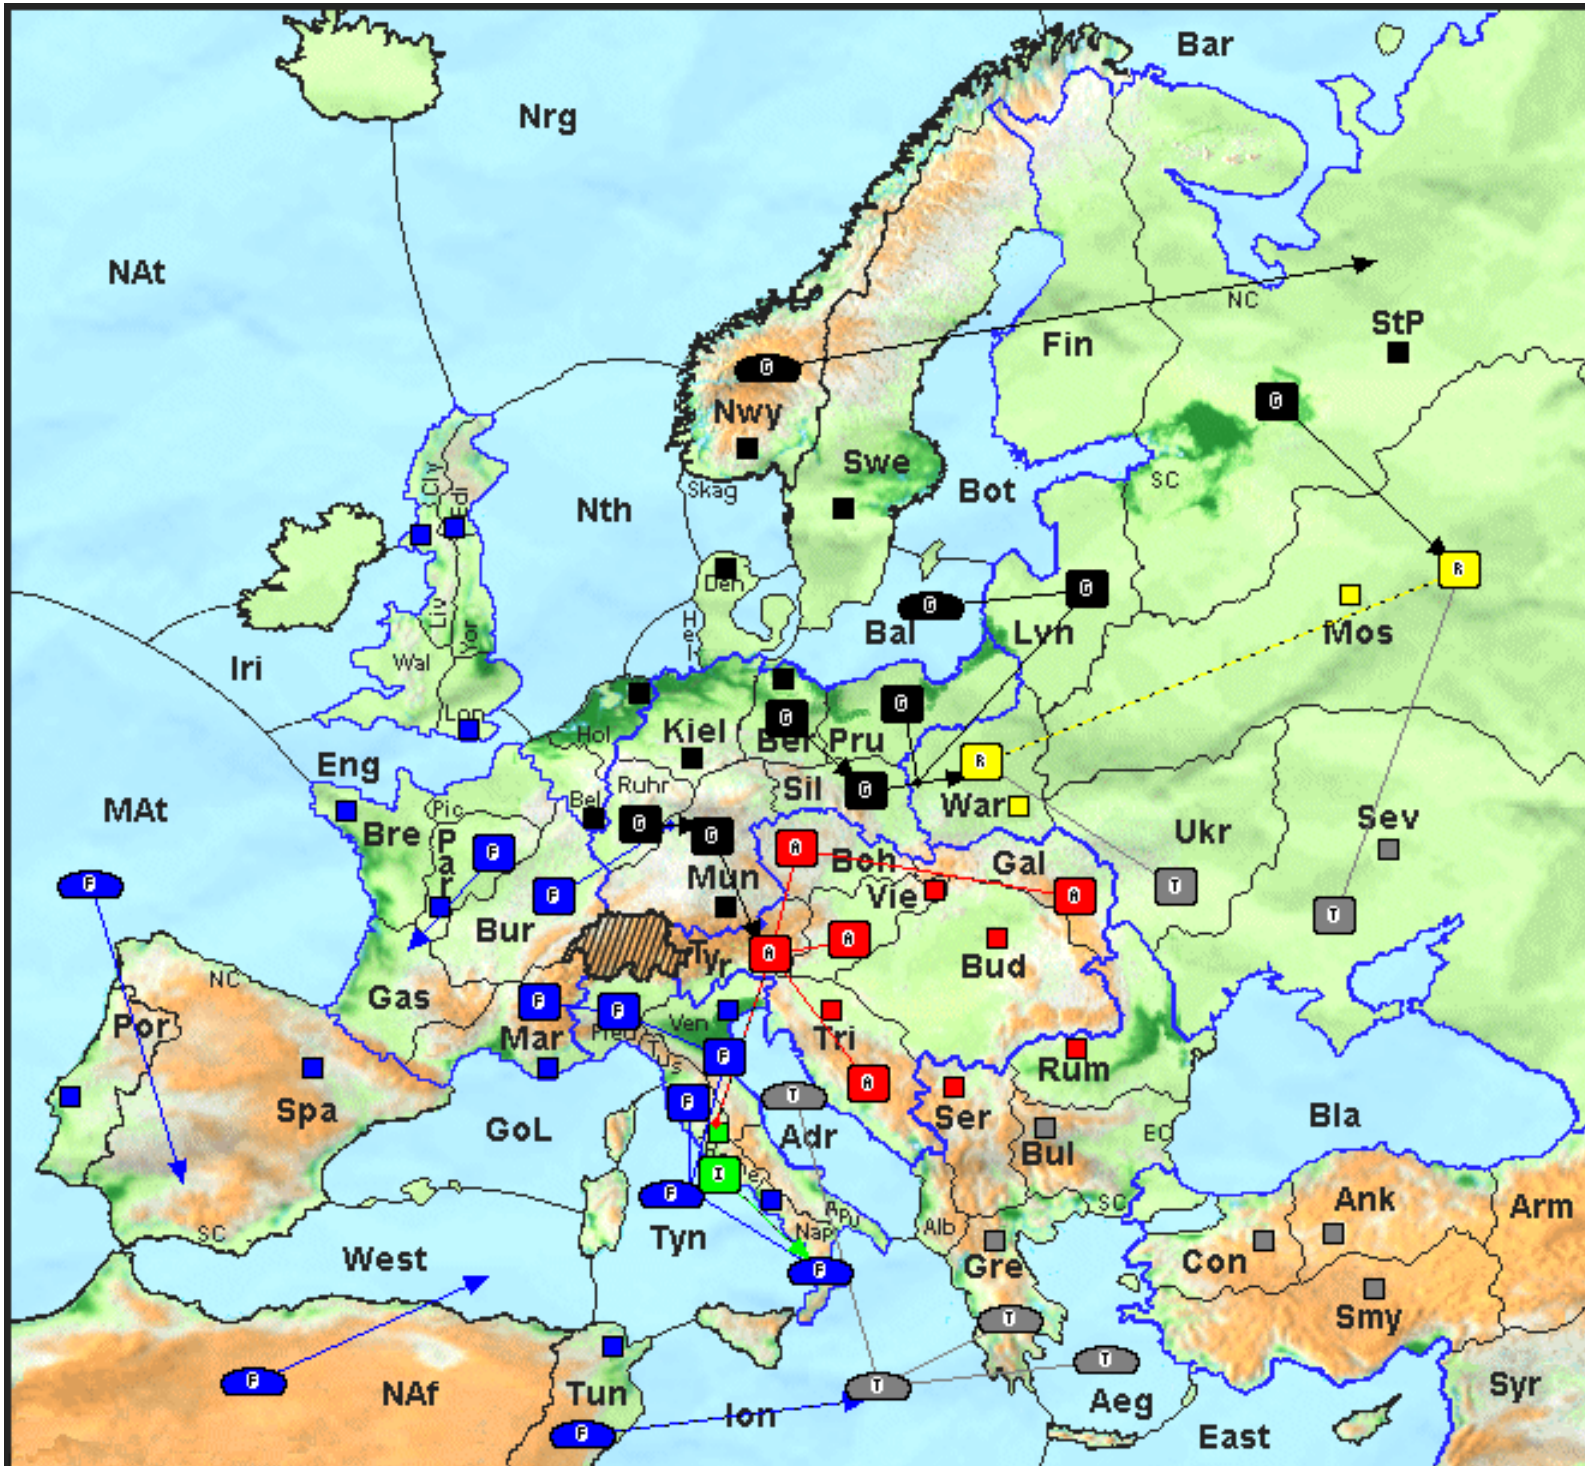 Bar
Nrg
NAt
NC
StP
Fin
Nwy
Swe
Skag
SC
Bot
Nth
Cly
Edi
Den
Hel
Bal
Lvn
Mos
Liv
Yor
Iri
Wal
Lon
Hol
Kiel
Ber
Pru
Eng
Ruhr
Sil
War
MAt
Pic
Bel
Bre
Par
Boh
Gal
Ukr
Sev
Mun
Vie
Bur
Tyr
Bud
NC
Gas
Por
Mar
Pied
Ven
Tus
Tri
Rum
Spa
GoL
Adr
Ser
Bul
EC
Bla
SC
Ank
Arm
Tyn
Nap
Apu
Alb
SC
West
Gre
Con
Smy
NAf
Tun
Ion
Aeg
Syr
East
G
G
R
G
G
G
G
R
G
G
G
F
F
F
A
A
T
T
A
A
F
F
F
F
T
A
I
F
F
T
T
T
F
F